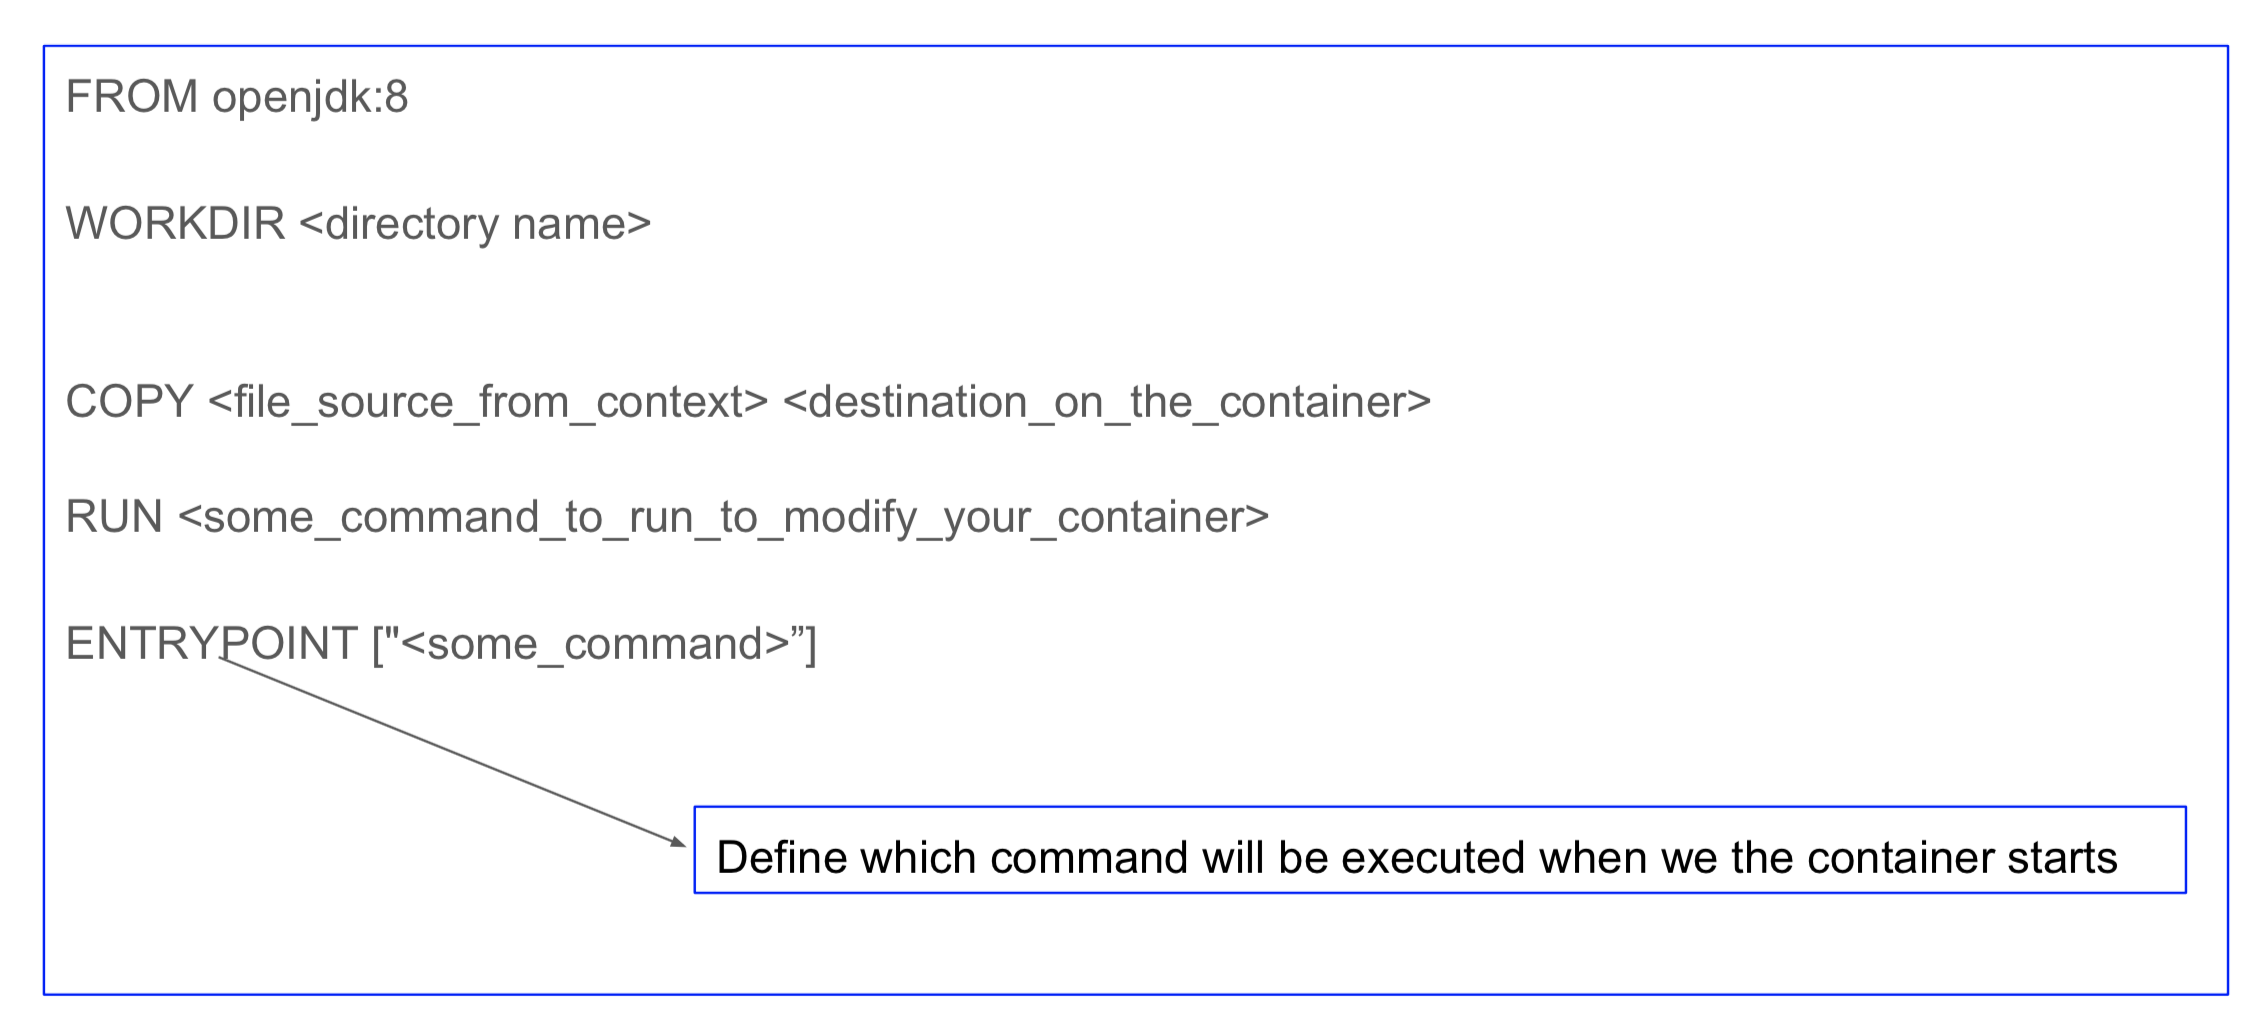 FROM openjdk:8
WORKDIR <directory name>
COPY <file_source_from_context> <destination_on_the_container>
RUN <some_command_to_run_to_modify_your_container>
ENTRYPOINT ["<some_command>”]
Define which command will be executed when we the container starts